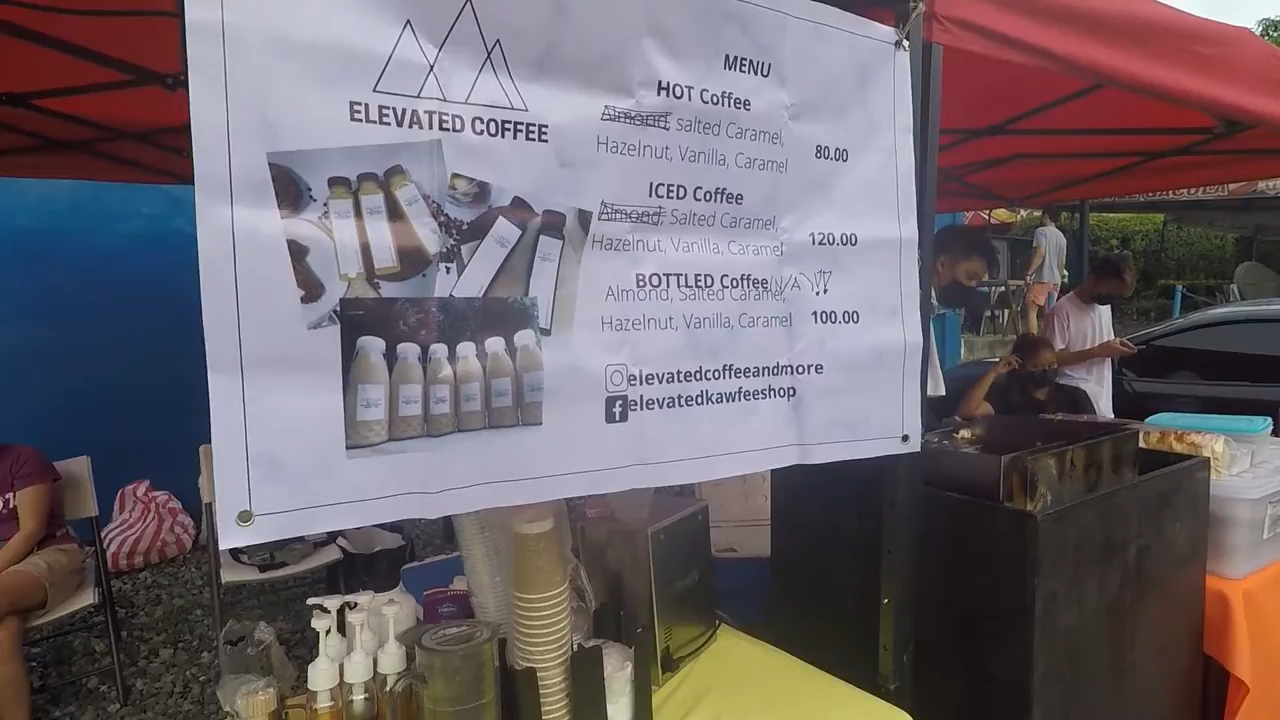 ELEVATED COFFEE
MENU
HOT Coffee
Almond, salted Caramel,
Hazelnut, Vanilla, Caramel 80.00
ICED Coffee
Almond, Salted Caramel,
Hazelnut, Vanilla, Caramel 120.00
BOTTLED Coffee (N/A)!!
Almond, Salted Caramel,
Hazelnut, Vanilla, Caramel 100.00
elevatedcoffeeandmore
elevatedkawfeeshop